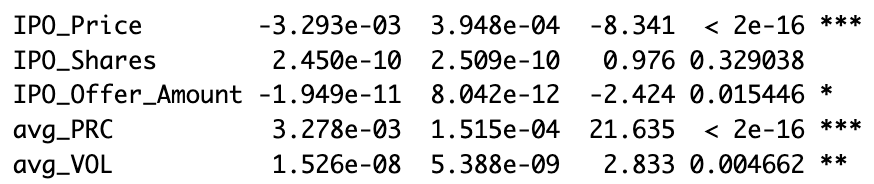 IPO_Price -3.293e-03 3.948e-04 -8.341 < 2e-16 ***
IPO_Shares 2.450e-10 2.509e-10 0.976 0.329038
IPO_Offer_Amount -1.949e-11 8.042e-12 -2.424 0.015446 *
avg_PRC 3.278e-03 1.515e-04 21.635 < 2e-16 ***
avg_VOL 1.526e-08 5.388e-09 2.833 0.004662 **